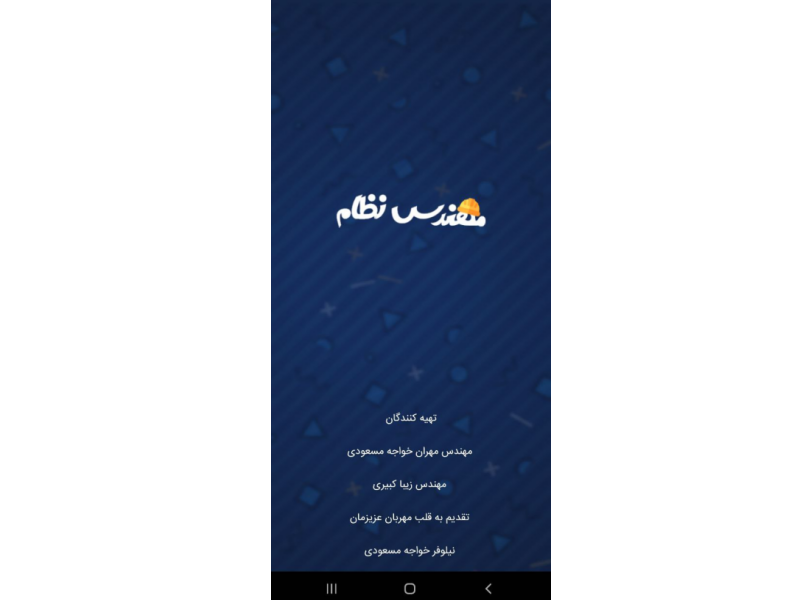 مهندس نظام
تهیه کنندگان
مهندس مهران خواجه مسعودی
مهندس زیبا کبیری
تقدیم به قلب مهربان عزیزمان
نیلوفر خواجه مسعودی